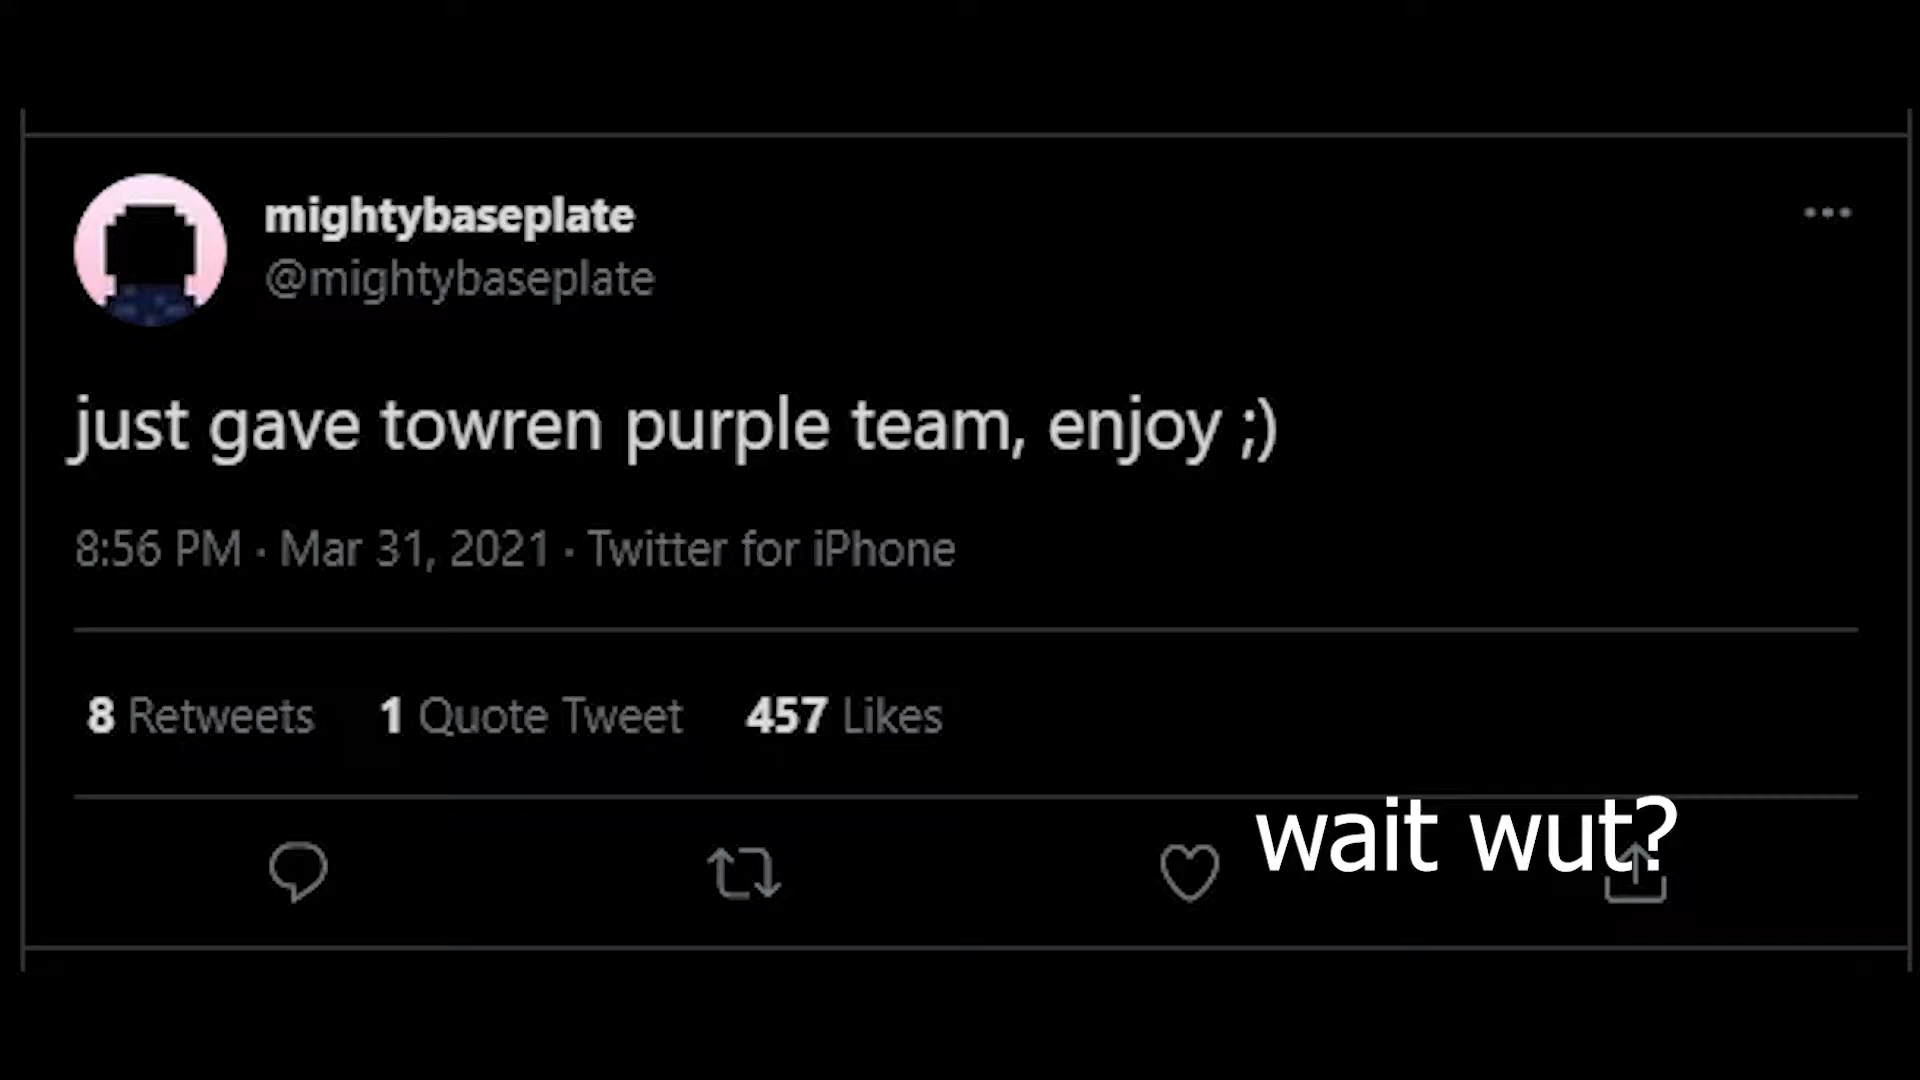 mightybaseplate
@mightybaseplate
just gave towren purple team, enjoy ;)
8:56 PM · Mar 31, 2021 · Twitter for iPhone
8 Retweets 1 Quote Tweet 457 Likes
wait wut?